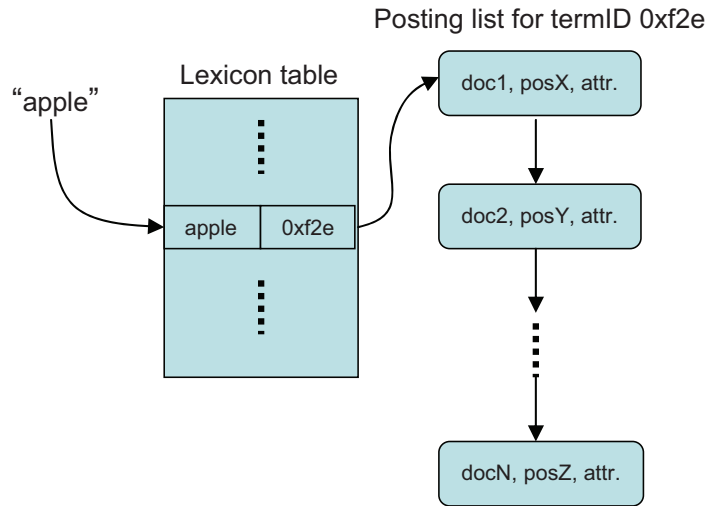 Posting list for termID 0xf2e
Lexicon table
“apple”
doc1, posX, attr.
apple 0xf2e
doc2, posY, attr.
docN, posZ, attr.